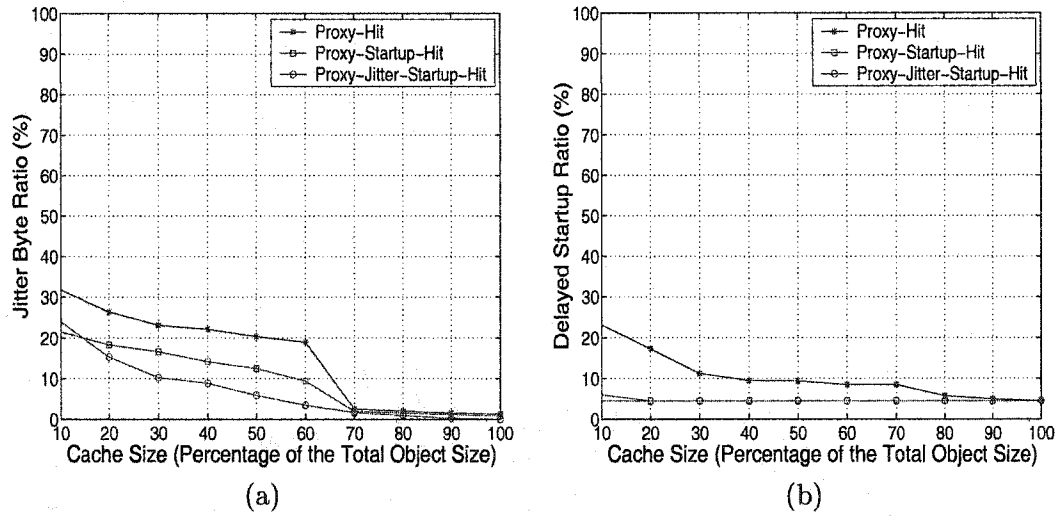 Jitter Byte Ratio (%)
100
90
80
70
60
50
40
30
20
10
0
Proxy-Hit
Proxy-Startup-Hit
Proxy-Jitter-Startup-Hit
10 20 30 40 50 60 70 80 90 100
Cache Size (Percentage of the Total Object Size)
(a)
Delayed Startup Ratio (%)
100
90
80
70
60
50
40
30
20
10
0
Proxy-Hit
Proxy-Startup-Hit
Proxy-Jitter-Startup-Hit
10 20 30 40 50 60 70 80 90 100
Cache Size (Percentage of the Total Object Size)
(b)